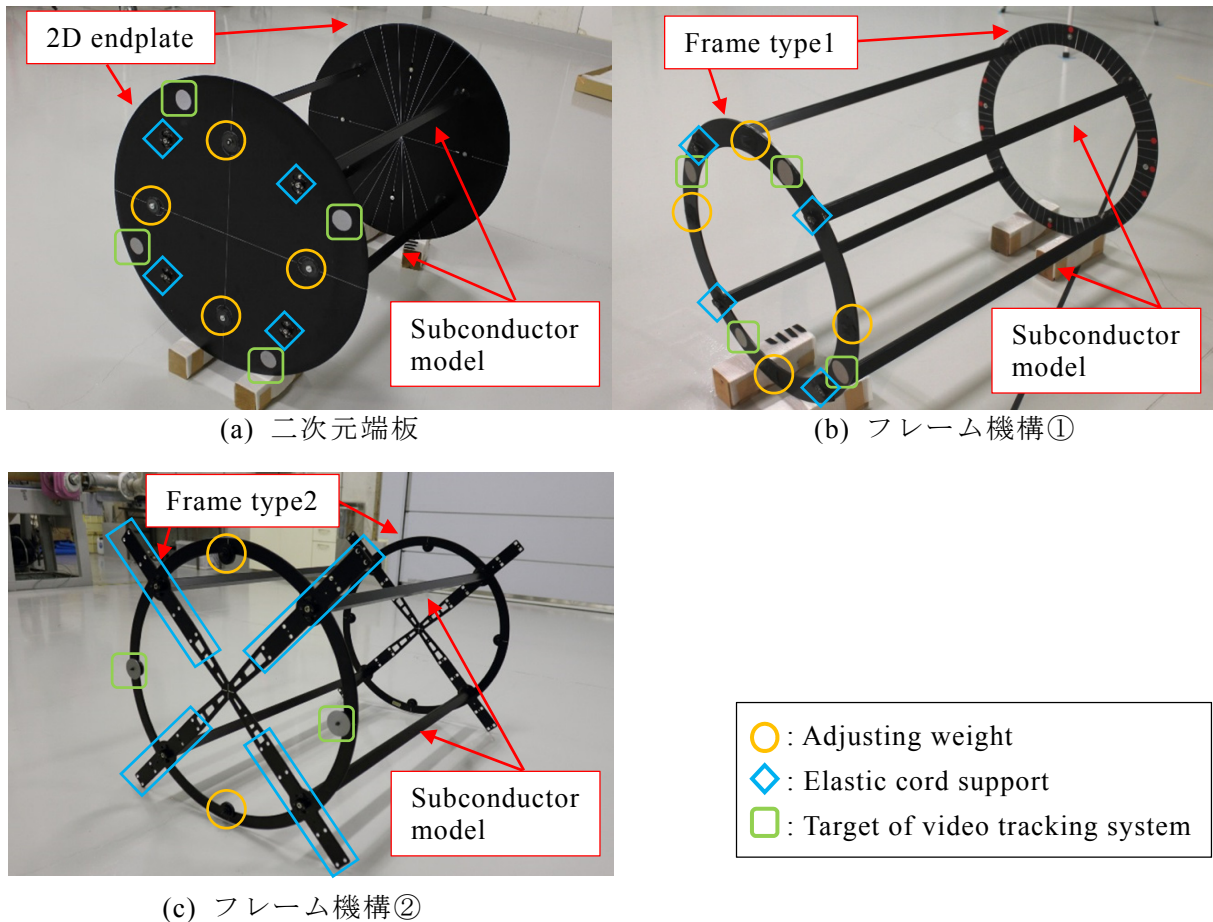 2D endplate
Subconductor
model
(a) 二次元端板
Frame type1
Subconductor
model
(b) フレーム機構①
Frame type2
Subconductor
model
(c) フレーム機構②
: Adjusting weight
: Elastic cord support
: Target of video tracking system